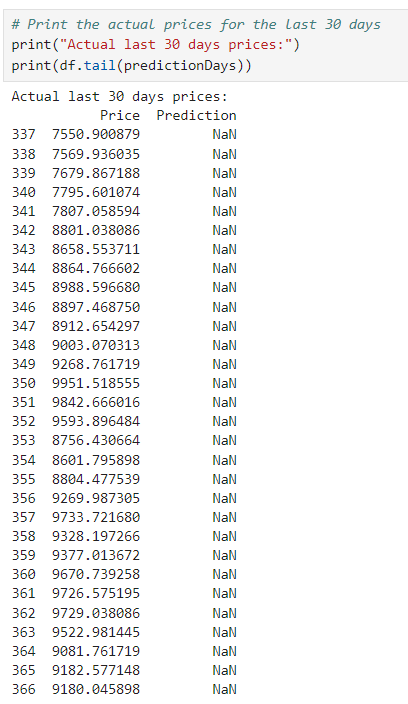 # Print the actual prices for the last 30 days
print("Actual last 30 days prices:")
print(df.tail(predictionDays))
Actual last 30 days prices:
Price Prediction
337 7550.900879 NaN
338 7569.936035 NaN
339 7679.867188 NaN
340 7795.601074 NaN
341 7807.058594 NaN
342 8801.038086 NaN
343 8658.553711 NaN
344 8864.766602 NaN
345 8988.596680 NaN
346 8897.468750 NaN
347 8912.654297 NaN
348 9003.070313 NaN
349 9268.761719 NaN
350 9951.518555 NaN
351 9842.666016 NaN
352 9593.896484 NaN
353 8756.430664 NaN
354 8601.795898 NaN
355 8804.477539 NaN
356 9269.987305 NaN
357 9733.721680 NaN
358 9328.197266 NaN
359 9377.013672 NaN
360 9670.739258 NaN
361 9726.575195 NaN
362 9729.038086 NaN
363 9522.981445 NaN
364 9081.761719 NaN
365 9182.577148 NaN
366 9180.045898 NaN